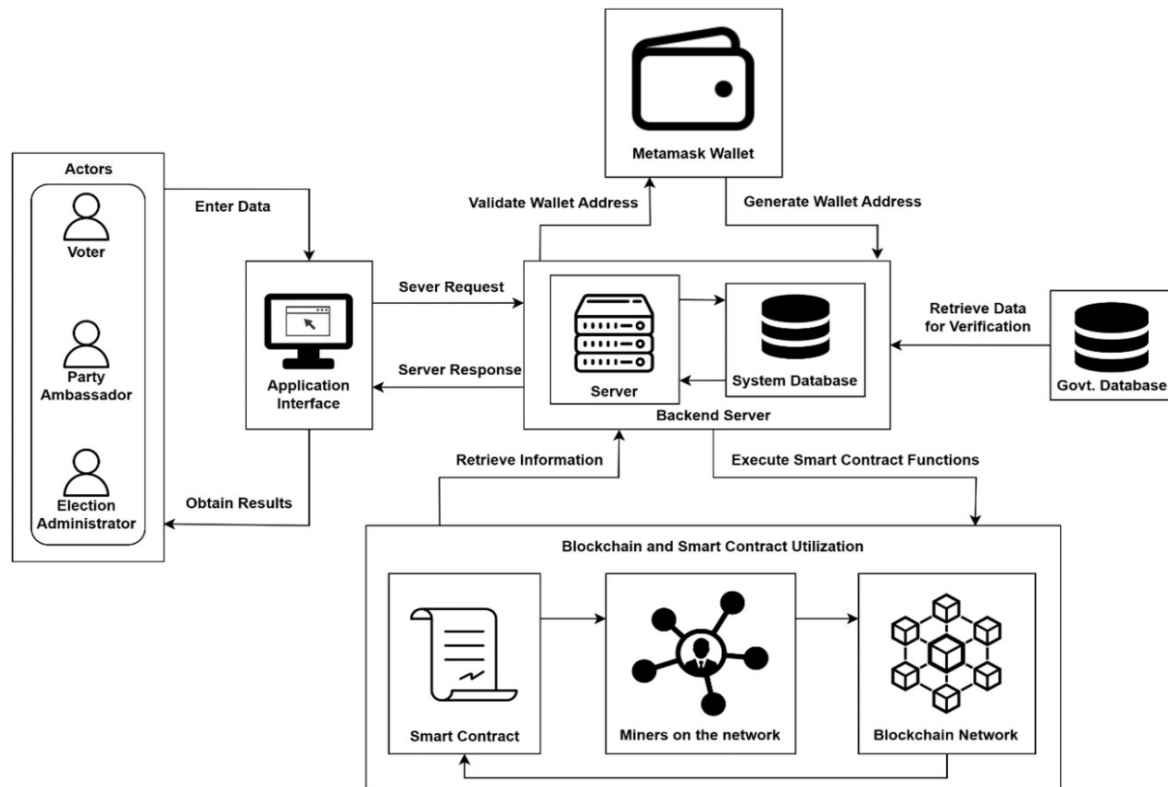 Metamask Wallet
Actors
Voter
Party
Ambassador
Election
Administrator
Enter Data
Obtain Results
Application
Interface
Validate Wallet Address
Generate Wallet Address
Sever Request
Server Response
Server
System Database
Backend Server
Retrieve Data
for Verification
Govt. Database
Retrieve Information
Execute Smart Contract Functions
Blockchain and Smart Contract Utilization
Smart Contract
Miners on the network
Blockchain Network